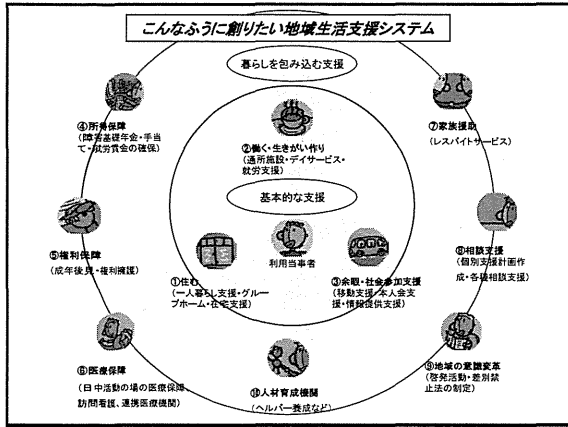 こんなふうに創りたい地域生活支援システム
暮らしを包み込む支援
④所得保障
(障害基礎年金・手当
て・就労賃金の確保)
②働く・生きがい作り
(通所施設・デイサービス・
就労支援)
⑦家族援助
(レスパイトサービス)
基本的な支援
⑤権利保障
(成年後見・権利擁護)
利用当事者
①住む
(一人暮らし支援・グルー
プホーム・在宅支援)
③余暇・社会参加支援
(移動支援・本人会支
援・情報提供支援)
⑧相談支援
(個別支援計画作
成・各種相談支援)
⑥医療保障
(日中活動の場の医療保障、
訪問看護、連携医療機関)
⑩人材育成機関
(ヘルパー養成など)
⑨地域の意識変革
(啓発活動・差別禁
止法の制定)